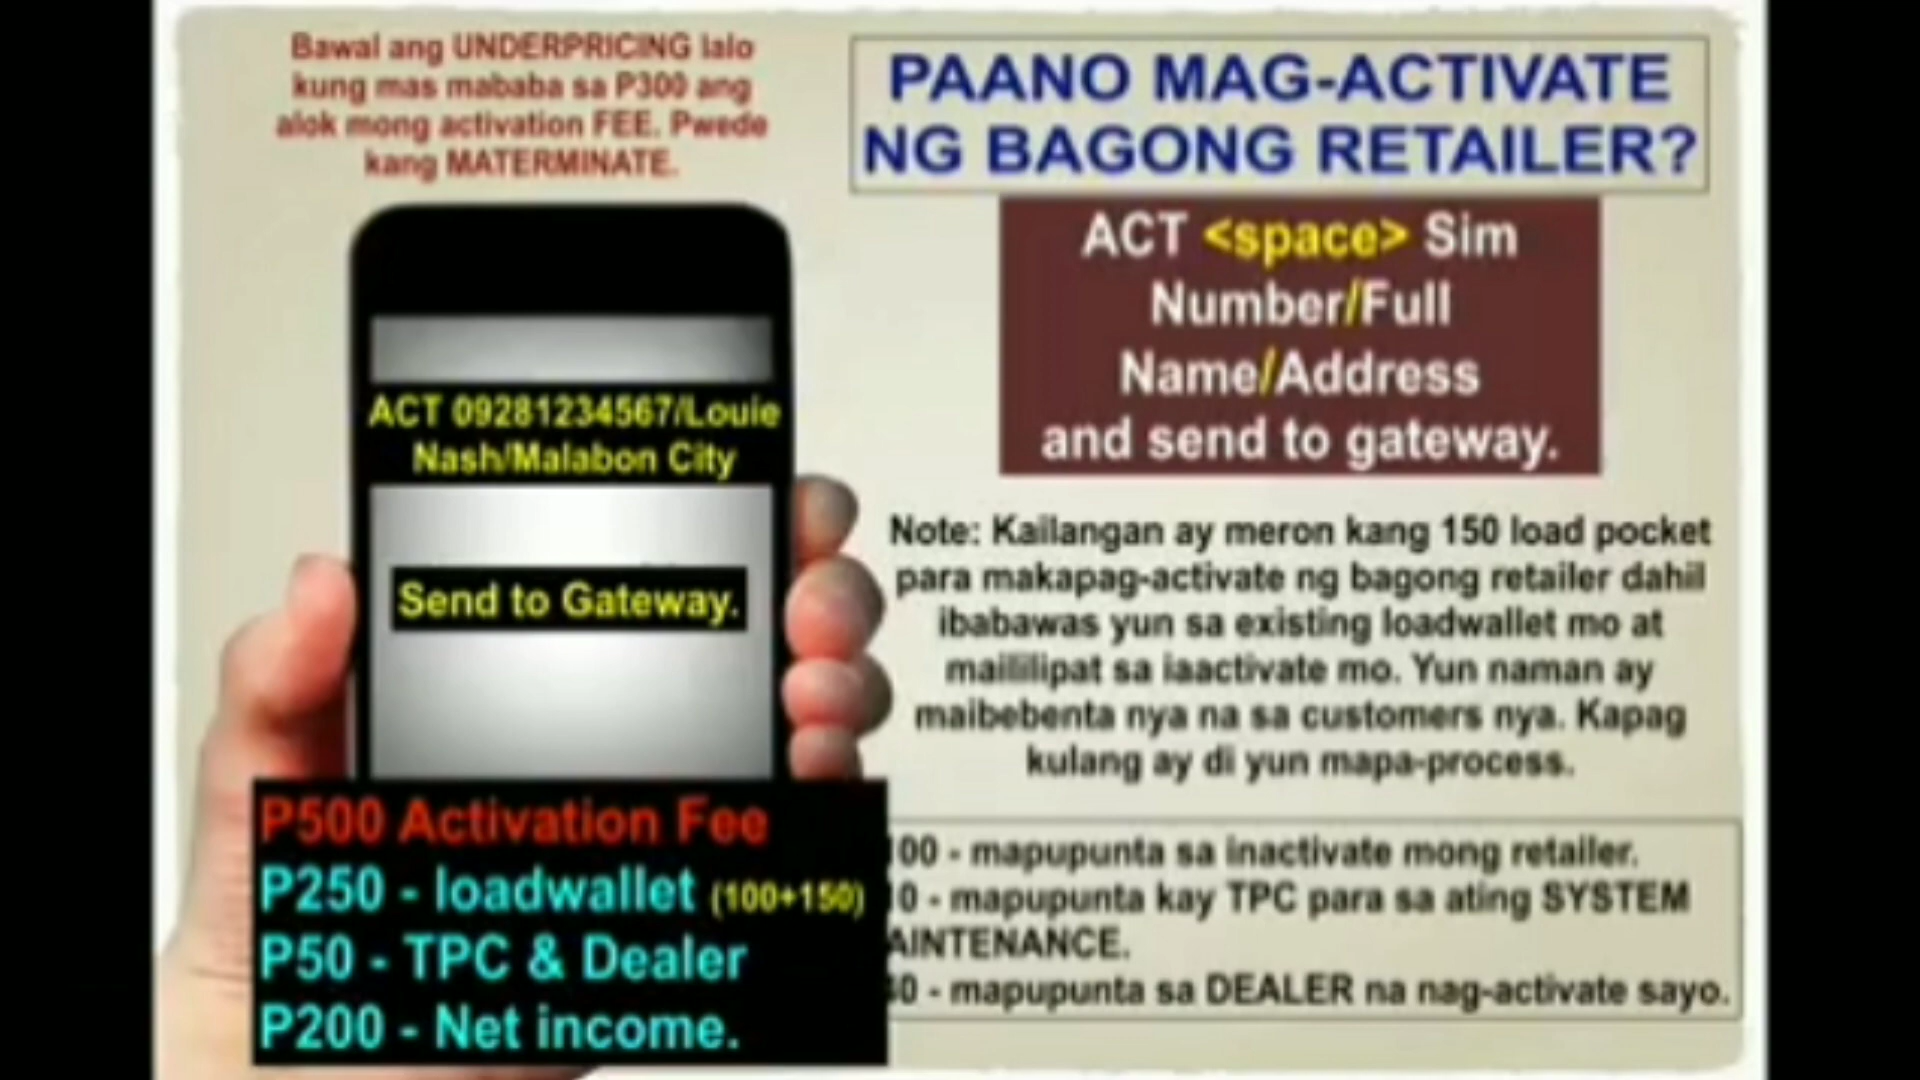 Bawal ang UNDERPRICING lalo
kung mas mababa sa P300 ang
alok mong activation FEE. Pwede
kang MATERMINATE.
PAANO MAG-ACTIVATE
NG BAGONG RETAILER?
ACT <space> Sim
Number/Full
Name/Address
and send to gateway.
ACT 09281234567/Louie
Nash/Malabon City
Send to Gateway.
Note: Kailangan ay meron kang 150 load pocket
para makapag-activate ng bagong retailer dahil
ibabawas yun sa existing loadwallet mo at
maililipat sa iaactivate mo. Yun naman ay
maibebenta nya na sa customers nya. Kapag
kulang ay di yun mapa-process.
P500 Activation Fee
P250 - loadwallet (100+150)
P50 - TPC & Dealer
P200 - Net income.
00 - mapupunta sa inactivate mong retailer.
0 - mapupunta kay TPC para sa ating SYSTEM
AINTENANCE.
0 - mapupunta sa DEALER na nag-activate sayo.